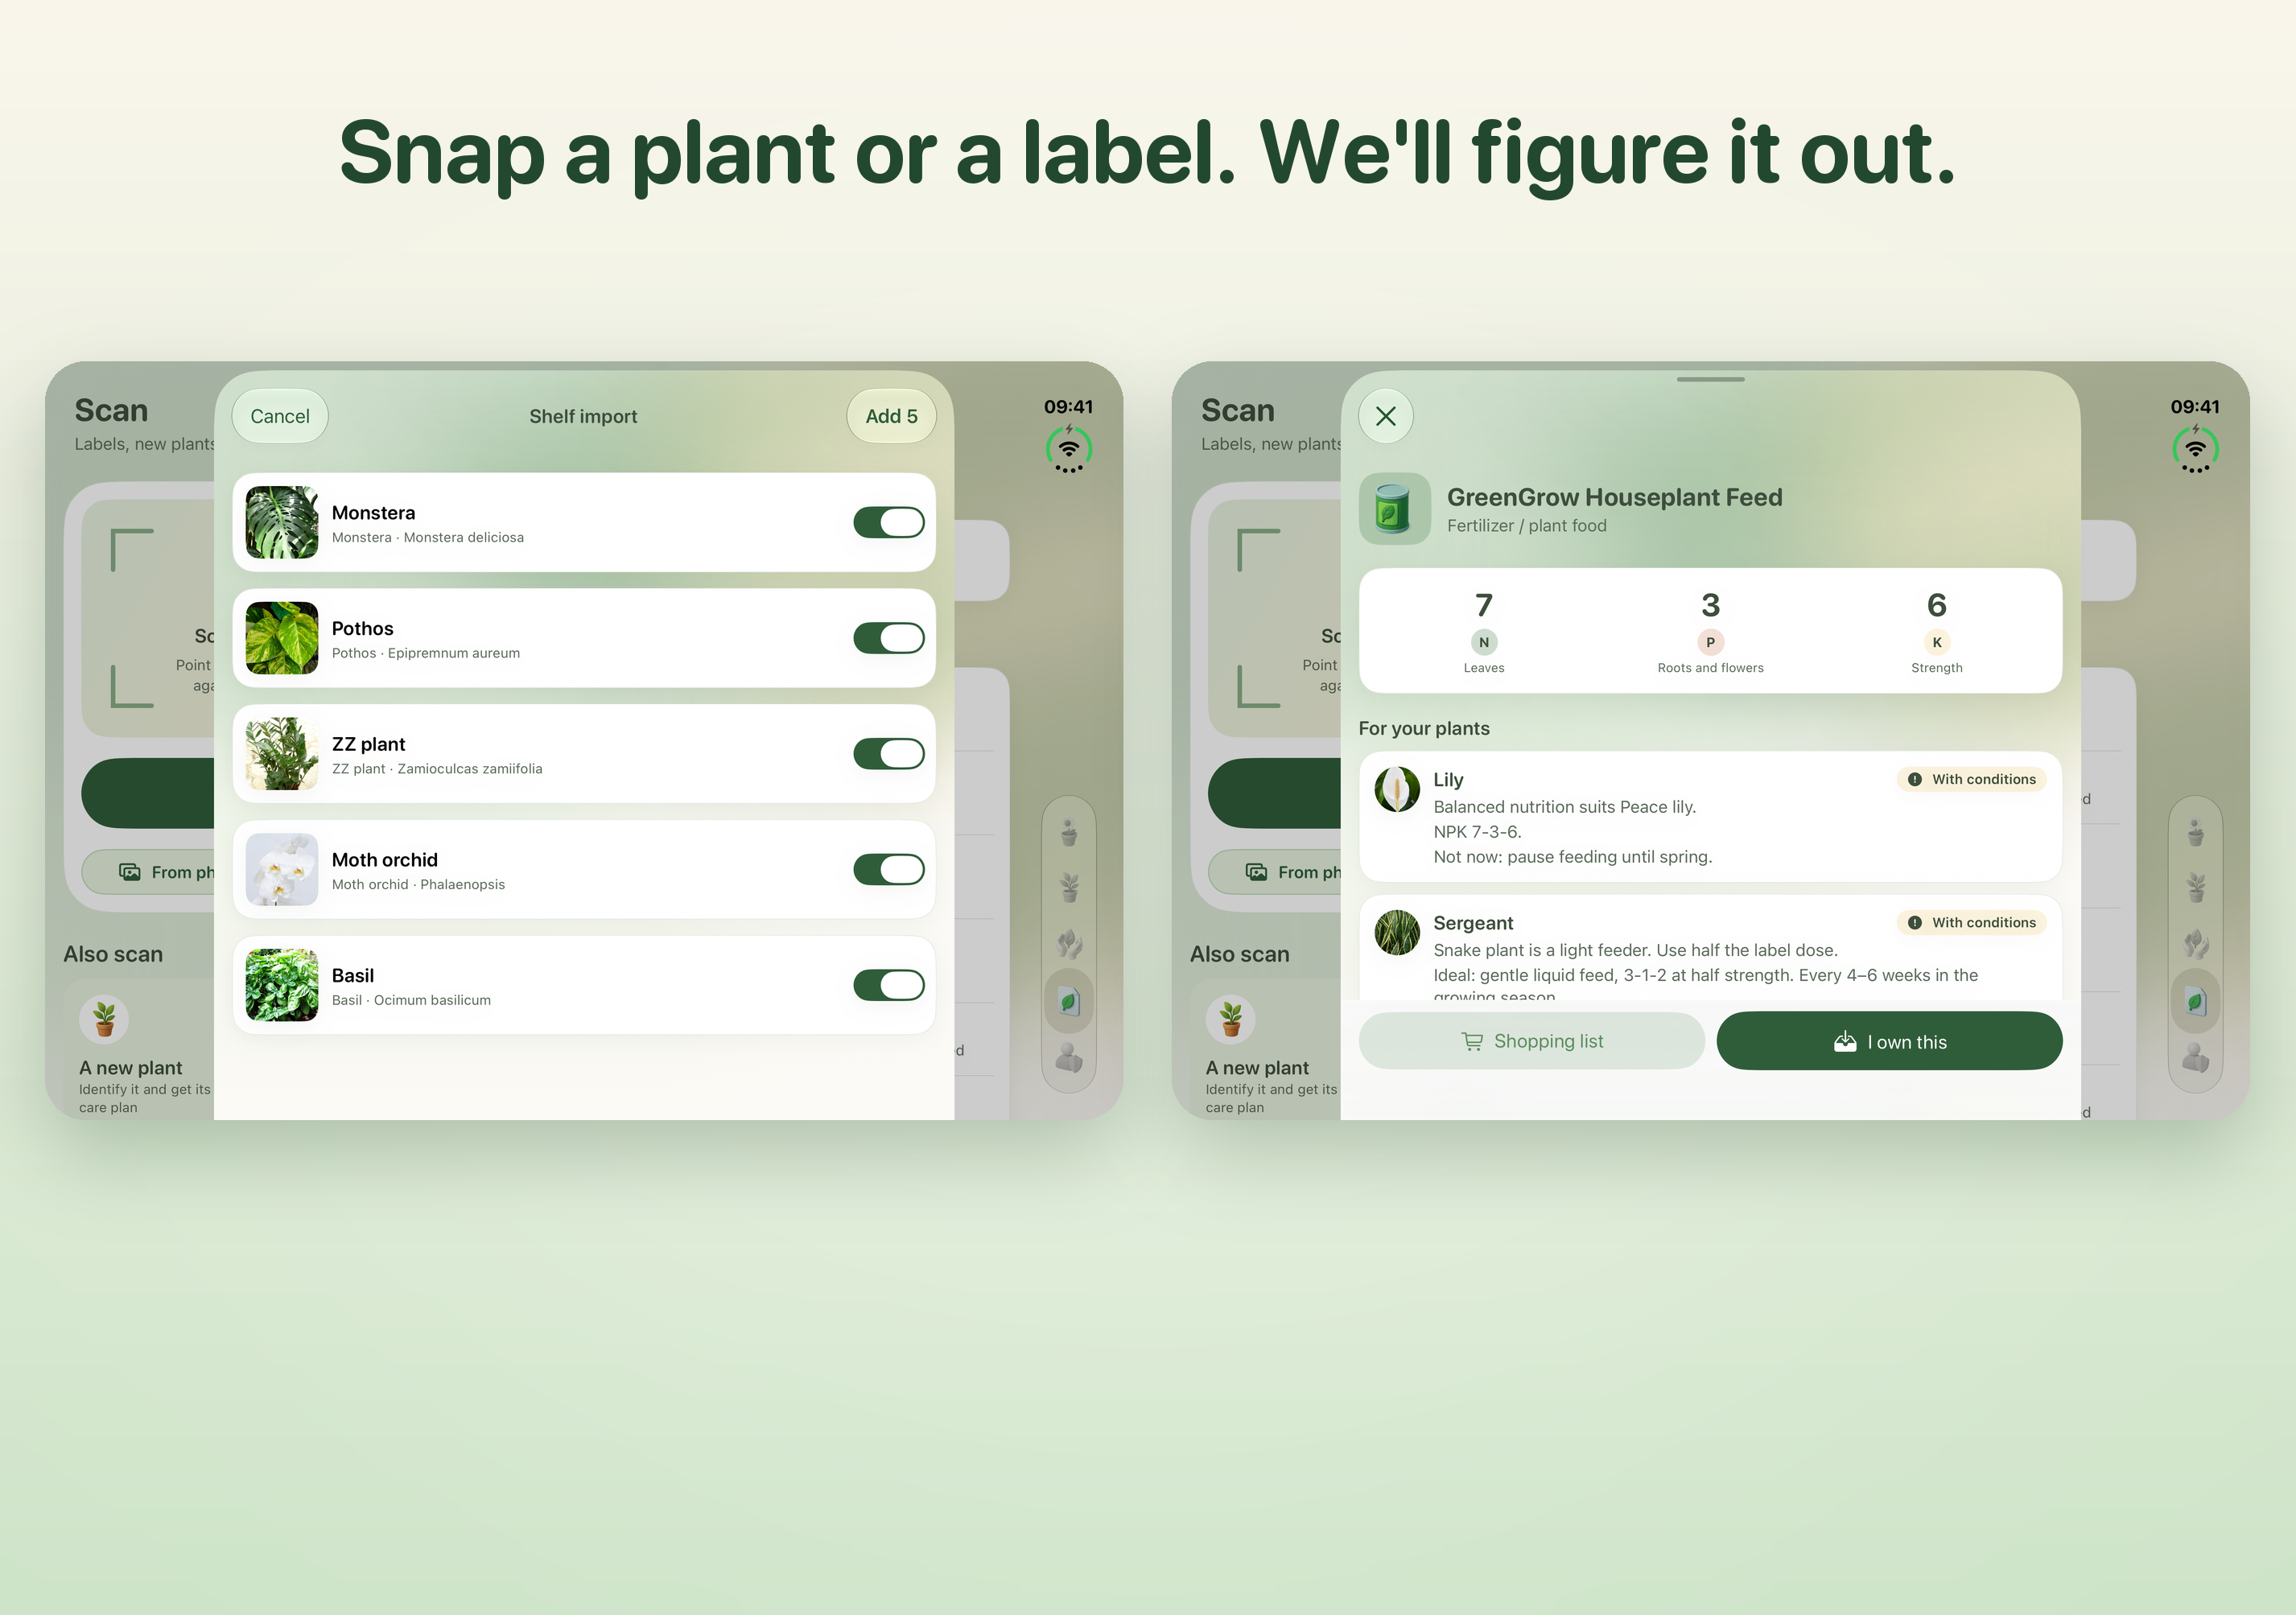 Snap a plant or a label. We'll figure it out.
Scan
Labels, new plants
From ph
Also scan
A new plant
Identify it and get its
care plan
Cancel
Shelf import
Add 5
Monstera
Monstera · Monstera deliciosa
Pothos
Pothos · Epipremnum aureum
ZZ plant
ZZ plant · Zamioculcas zamiifolia
Moth orchid
Moth orchid · Phalaenopsis
Basil
Basil · Ocimum basilicum
09:41
Scan
Labels, new plants
Point
From ph
Also scan
A new plant
Identify it and get its
care plan
GreenGrow Houseplant Feed
Fertilizer / plant food
7 3 6
N P K
Leaves Roots and flowers Strength
For your plants
Lily
With conditions
Balanced nutrition suits Peace lily.
NPK 7-3-6.
Not now: pause feeding until spring.
Sergeant
With conditions
Snake plant is a light feeder. Use half the label dose.
Ideal: gentle liquid feed, 3-1-2 at half strength. Every 4–6 weeks in the
growing season
Shopping list
I own this
09:41